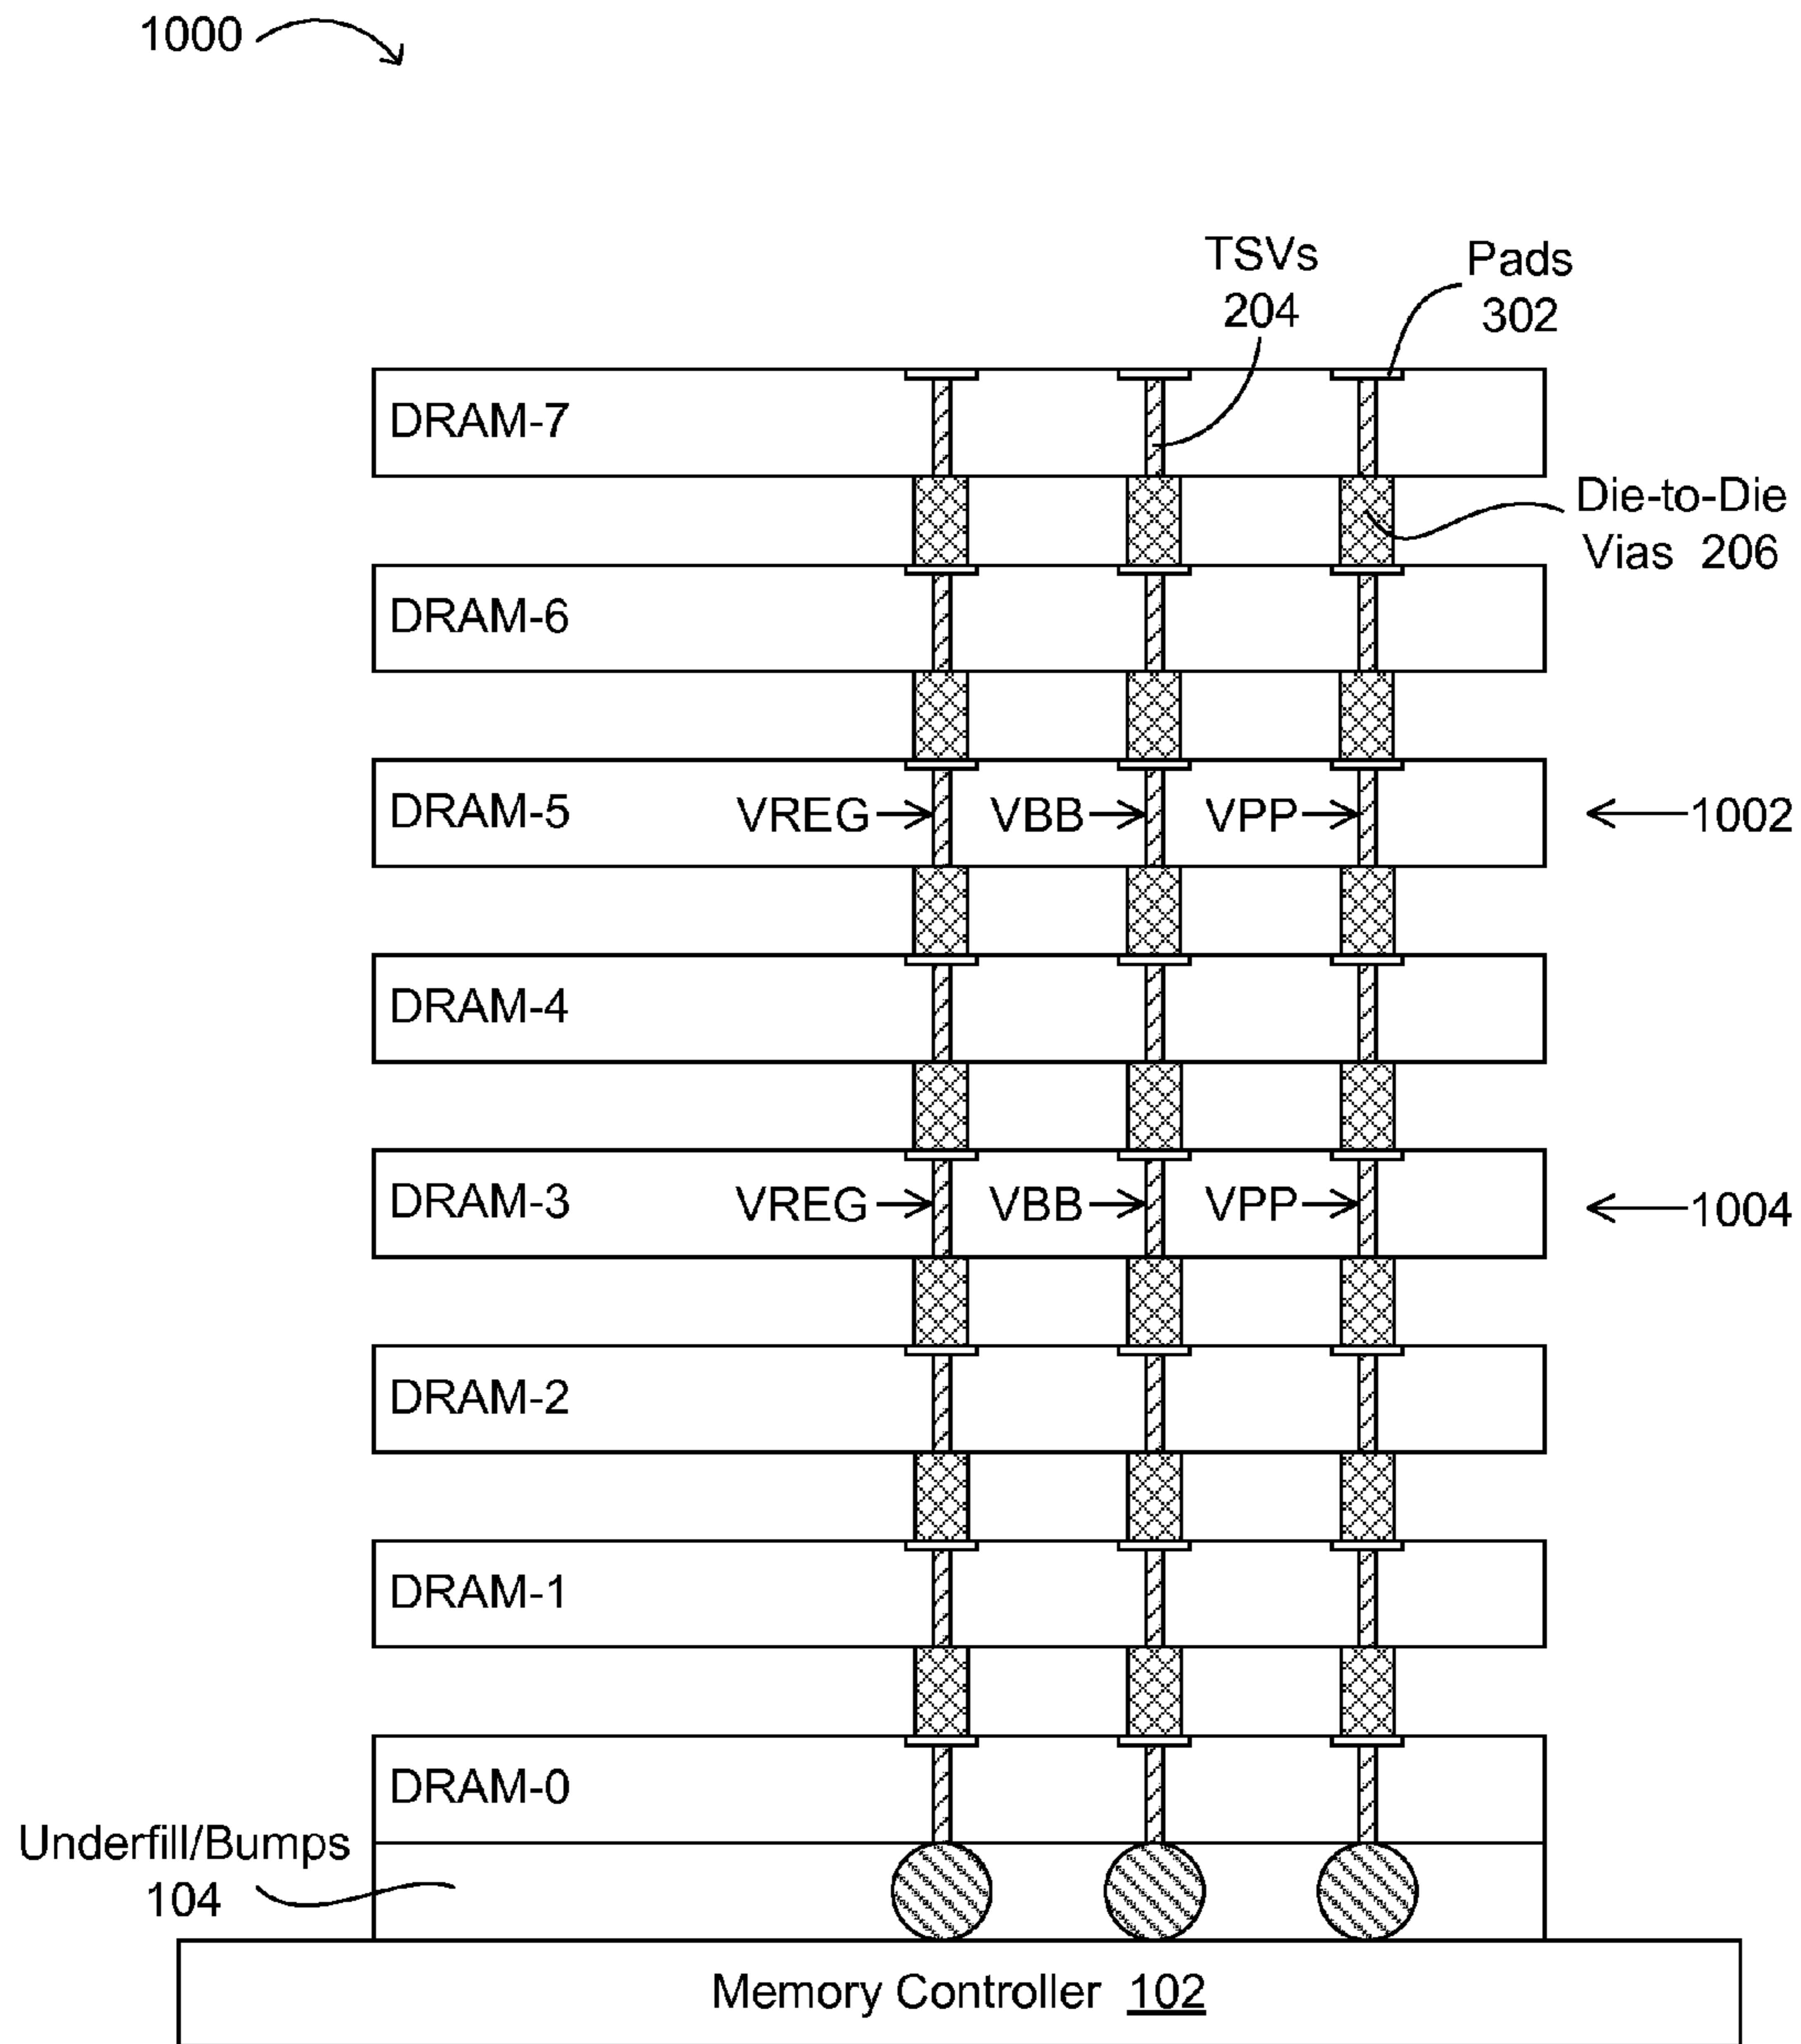 1000
TSVs
204
Pads
302
DRAM-7
Die-to-Die
Vias 206
DRAM-6
DRAM-5 VREG VBB VPP 1002
DRAM-4
DRAM-3 VREG VBB VPP 1004
DRAM-2
DRAM-1
DRAM-0
Underfill/Bumps
104
Memory Controller 102